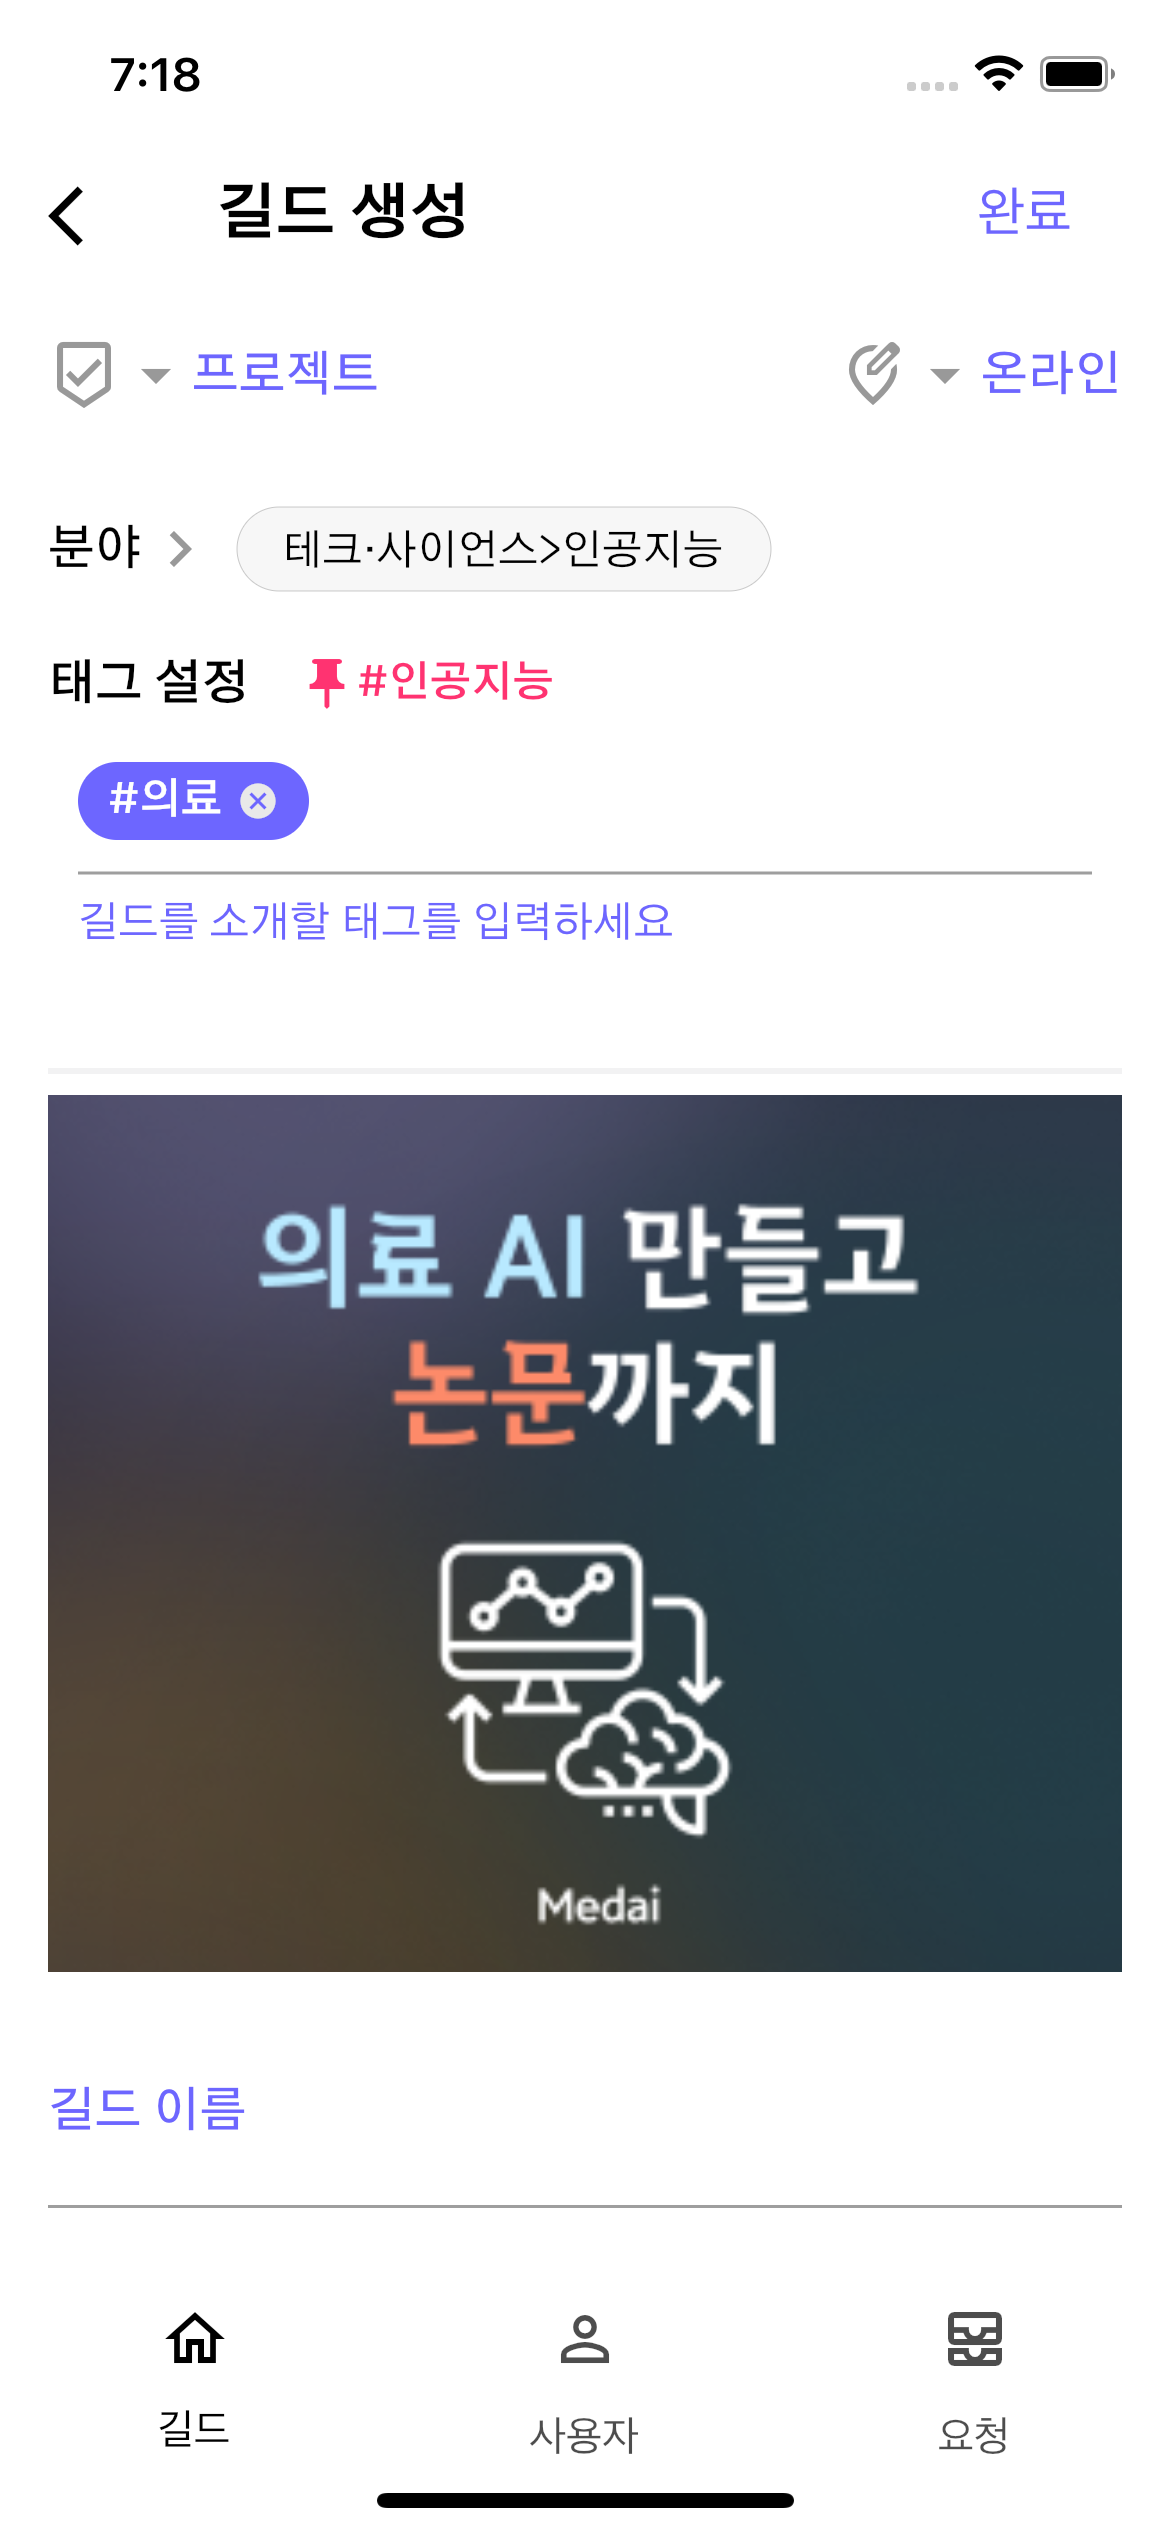 7:18
길드 생성
완료
프로젝트
온라인
분야
테크·사이언스>인공지능
태그 설정
#인공지능
#의료
길드를 소개할 태그를 입력하세요
의료 AI 만들고
논문까지
Medai
길드 이름
길드
사용자
요청